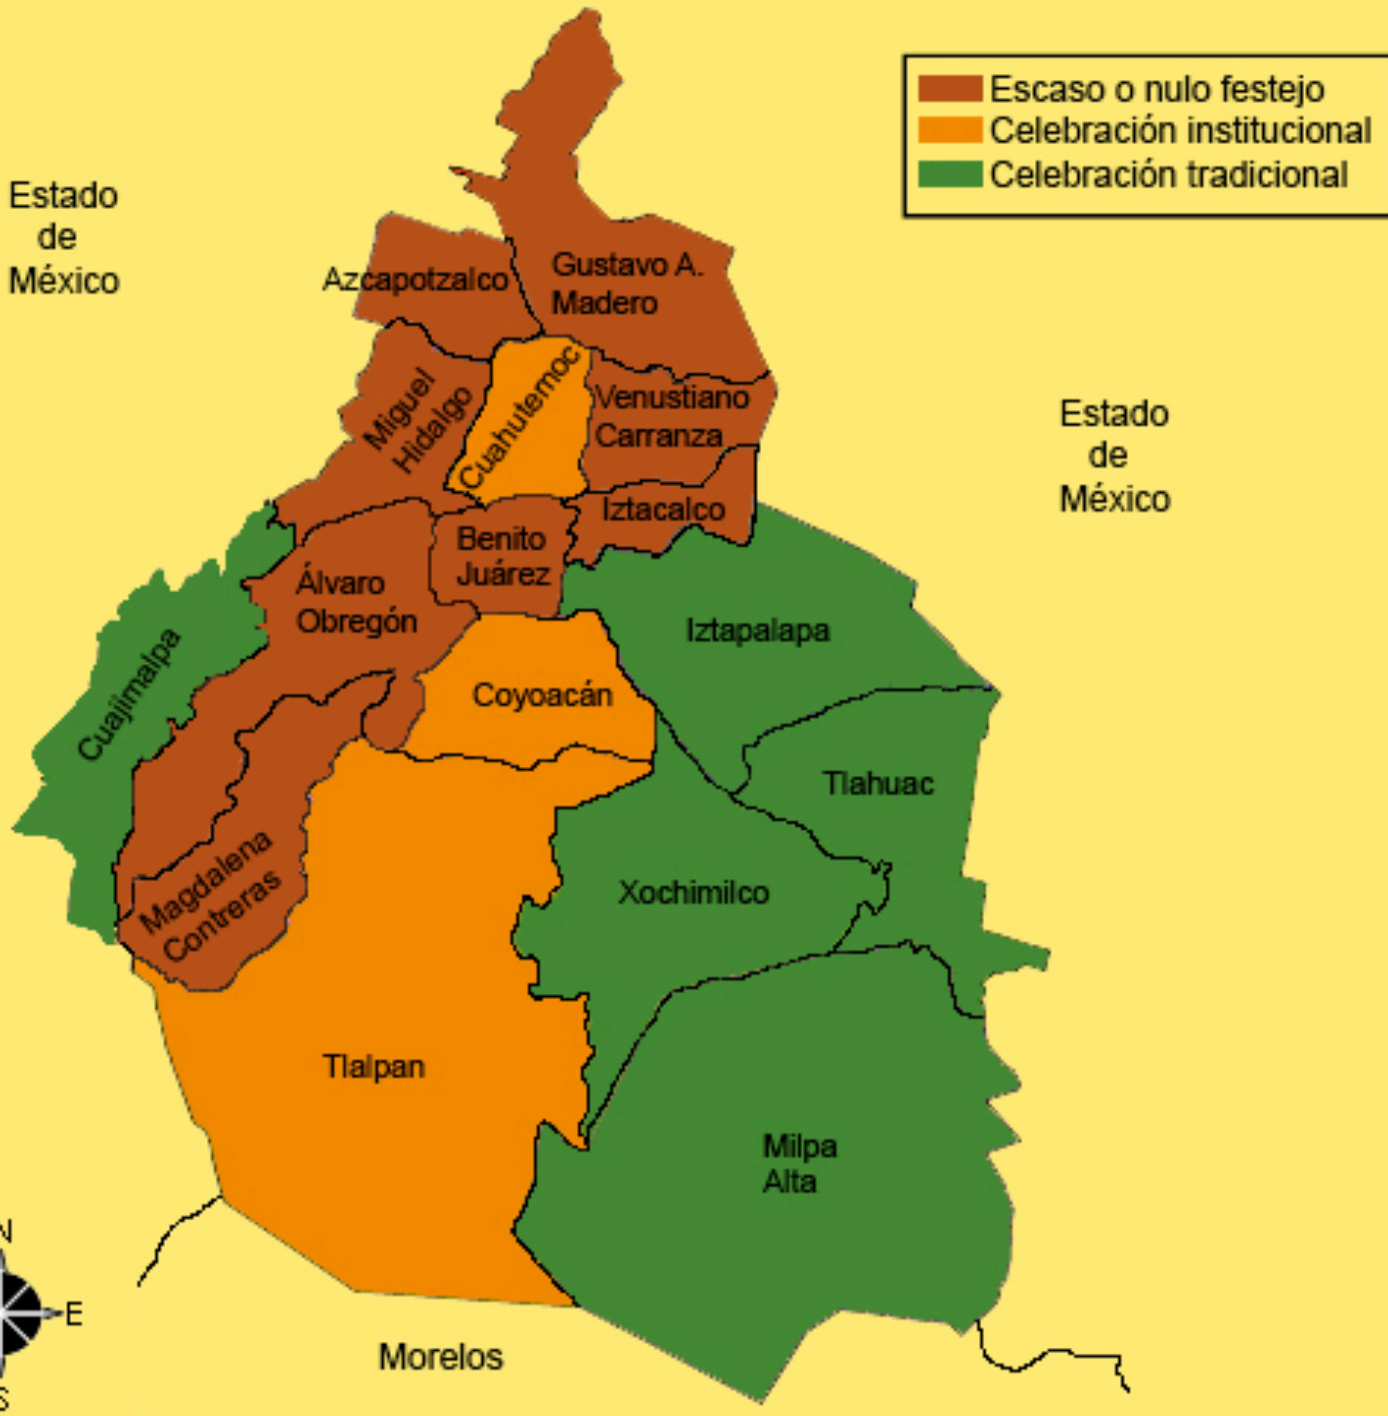 Escaso o nulo festejo
Celebración institucional
Celebración tradicional
Estado
de
México
Azcapotzalco
Gustavo A.
Madero
Miguel
Hidalgo
Cuahutemoc
Venustiano
Carranza
Estado
de
México
Iztacalco
Benito
Juárez
Álvaro
Obregón
Iztapalapa
Cuajimalpa
Coyoacán
Tlahuac
Magdalena
Contreras
Xochimilco
Tlalpan
Milpa
Alta
N
E
S
Morelos